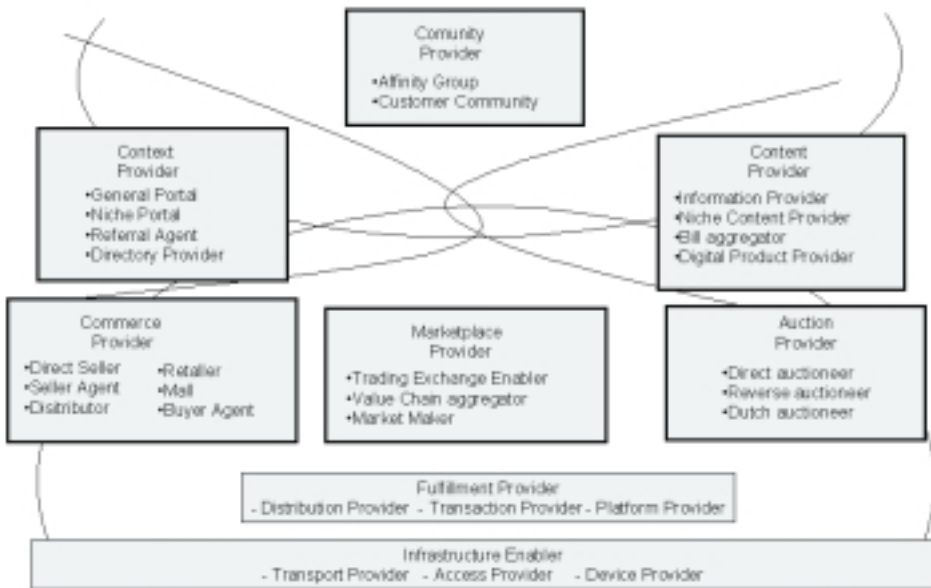 Comunity
Provider
•Affinity Group
•Customer Community
Context
Provider
•General Portal
•Niche Portal
•Referral Agent
•Directory Provider
Content
Provider
•Information Provider
•Niche Content Provider
•Bill aggregator
•Digital Product Provider
Commerce
Provider
•Direct Seller
•Seller Agent
•Disitributor
•Retailer
•Mall
•Buyer Agent
Marketplace
Provider
•Trading Exchange Enabler
•Value Chain aggregator
•Market Maker
Auction
Provider
•Direct auctioneer
•Reverse auctioneer
•Dutch auctioneer
Fulfillment Provider
- Distribution Provider - Transaction Provider - Platform Provider
Infrastructure Enabler
- Transport Provider - Access Provider - Device Provider